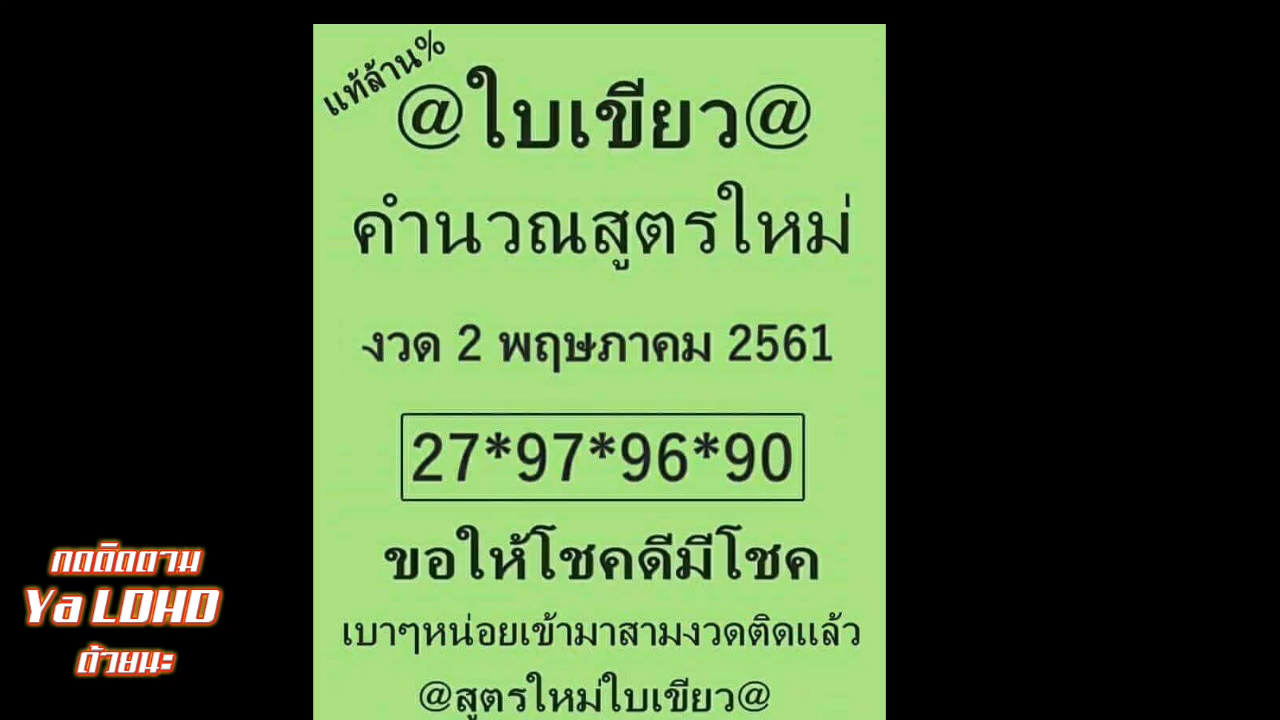 แท้ล้าน%
@ใบเขียว@
คำนวณสูตรใหม่
งวด 2 พฤษภาคม 2561
27*97*96*90
ขอให้โชคดีมีโชค
เบาๆหน่อยเข้ามาสามงวดติดแล้ว
@สูตรใหม่ใบเขียว@
กดติดตาม
Ya LOHO
ด้วยนะ